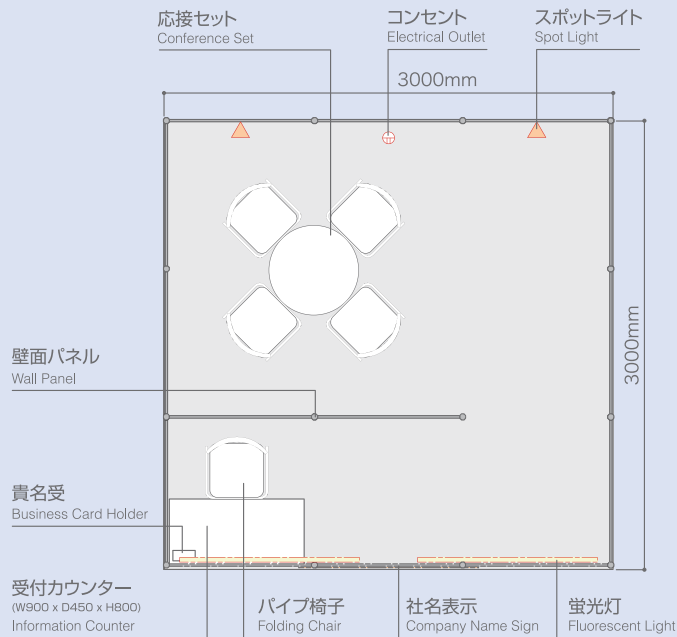 応接セット
Conference Set
コンセント
Electrical Outlet
スポットライト
Spot Light
3000mm
3000mm
壁面パネル
Wall Panel
貴名受
Business Card Holder
受付カウンター
(W900 x D450 x H800)
Information Counter
パイプ椅子
Folding Chair
社名表示
Company Name Sign
蛍光灯
Fluorescent Light